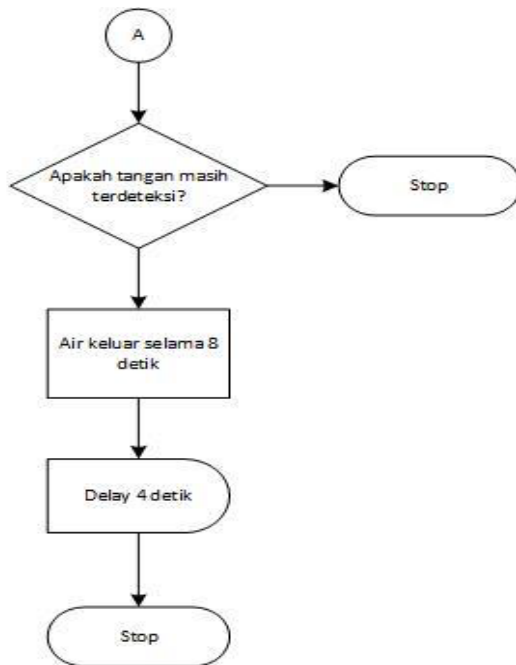 A
Apakah tangan masih
terdeteksi?
Stop
Air keluar selama 8
detik
Delay 4 detik
Stop